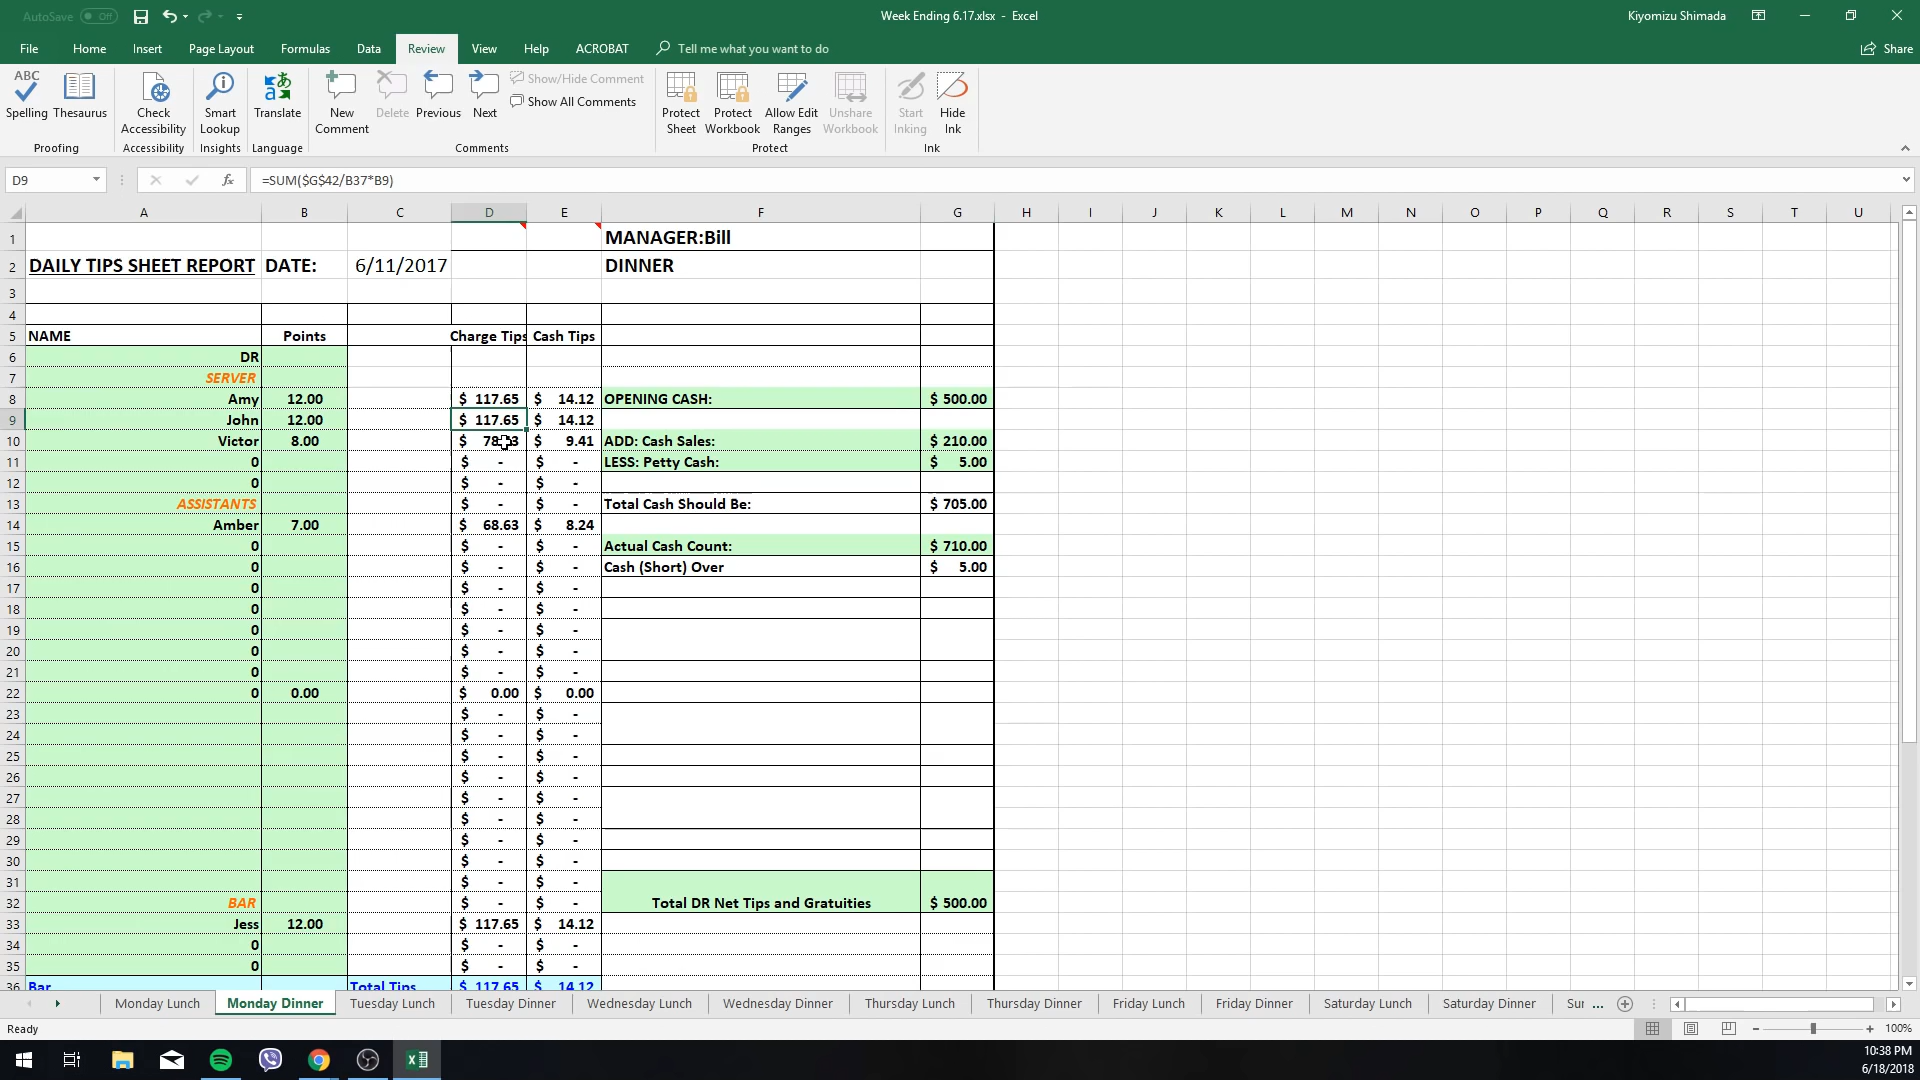 AutoSave Off
Week Ending 6.17.xlsx - Excel
Kiyomizu Shimada
File Home Insert Page Layout Formulas Data Review View Help ACROBAT Tell me what you want to do Share
ABC
Spelling Thesaurus Check Accessibility Smart Lookup Translate New Comment Delete Previous Next Show/Hide Comment
Show All Comments
Protect Sheet Protect Workbook Allow Edit Ranges Unshare Workbook Start Inking Hide Ink
Proofing Accessibility Insights Language Comments Protect Ink
D9 fx =SUM($G$42/B37*B9)
A B C D E F G H I J K L M N O P Q R S T U
1 MANAGER:Bill
2 DAILY TIPS SHEET REPORT DATE: 6/11/2017 DINNER
3
4
5 NAME Points Charge Tips Cash Tips
6 DR
7 SERVER
8 Amy 12.00 $ 117.65 $ 14.12 OPENING CASH: $ 500.00
9 John 12.00 $ 117.65 $ 14.12
10 Victor 8.00 $ $ 9.41 ADD: Cash Sales: $ 210.00
11 0 $ - $ - LESS: Petty Cash: $ 5.00
12 0 $ - $ -
13 ASSISTANTS $ - $ - Total Cash Should Be: $ 705.00
14 Amber 7.00 $ 68.63 $ 8.24
15 0 $ - $ - Actual Cash Count: $ 710.00
16 0 $ - $ - Cash (Short) Over $ 5.00
17 0 $ - $ -
18 0 $ - $ -
19 0 $ - $ -
20 0 $ - $ -
21 0 $ - $ -
22 0 0.00 $ 0.00 $ 0.00
23 $ - $ -
24 $ - $ -
25 $ - $ -
26 $ - $ -
27 $ - $ -
28 $ - $ -
29 $ - $ -
30 $ - $ -
31 $ - $ -
32 BAR $ - $ - Total DR Net Tips and Gratuities $ 500.00
33 Jess 12.00 $ 117.65 $ 14.12
34 0 $ - $ -
35 0 $ - $ -
36 Bar Total Tips $ 117.65 $ 14.12
Monday Lunch Monday Dinner Tuesday Lunch Tuesday Dinner Wednesday Lunch Wednesday Dinner Thursday Lunch Thursday Dinner Friday Lunch Friday Dinner Saturday Lunch Saturday Dinner Sur ...
Ready 100%
10:38 PM
6/18/2018